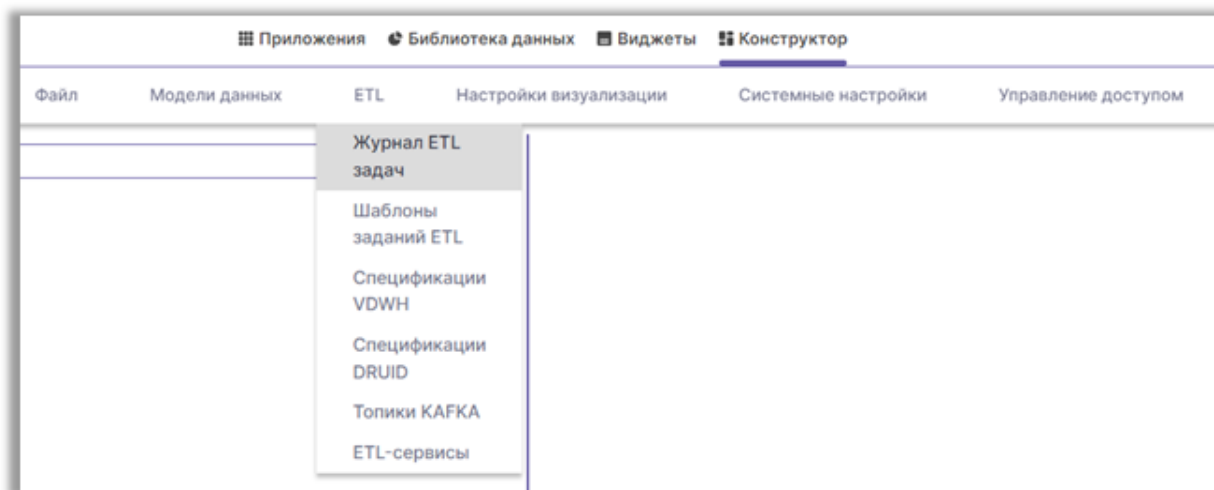 Приложения Библиотека данных Виджеты Конструктор
Файл Модели данных ETL Настройки визуализации Системные настройки Управление доступом
Журнал ETL
задач
Шаблоны
заданий ETL
Спецификации
VDWH
Спецификации
DRUID
Топики KAFKA
ETL-сервисы